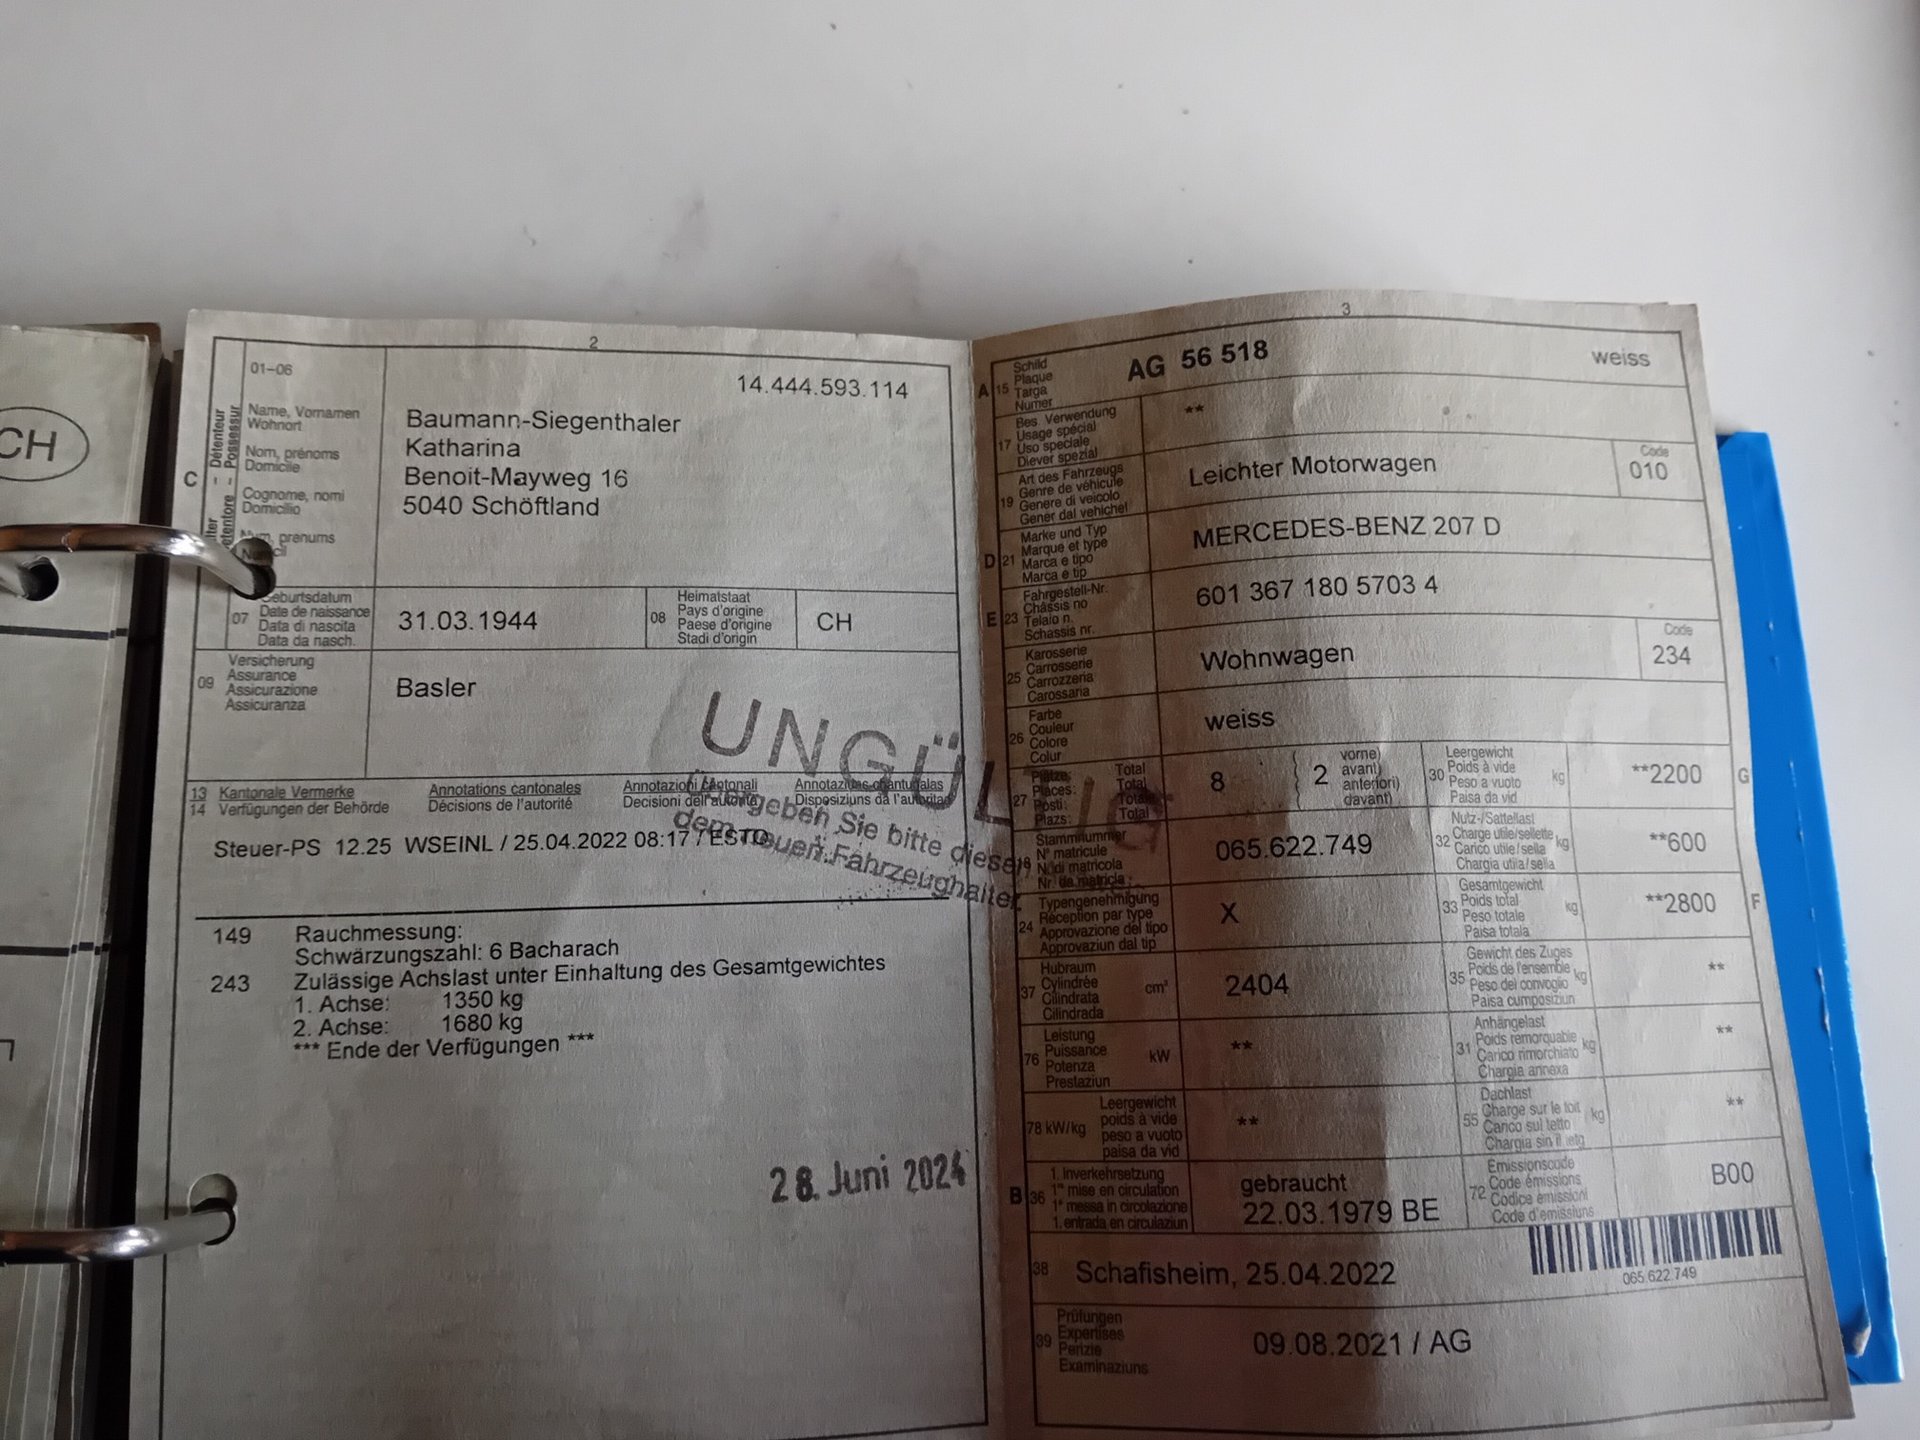 CH
2
01–06
14.444.593.114
C
Détenteur
Possessur
Name, Vornamen
Wohnort
Nom, prénoms
Domicile
Cognome, nomi
Domicilio
prenums
Baumann-Siegenthaler
Katharina
Benoit-Mayweg 16
5040 Schöftland
07
Geburtsdatum
Date de naissance
Data di nascita
Data da nasch.
31.03.1944
08
Heimatstaat
Pays d'origine
Paese d'origine
Stadi d'origin
CH
09
Versicherung
Assurance
Assicurazione
Assicuranza
Basler
UNGÜLTIG
Übergeben Sie bitte diesen
dem neuen Fahrzeughalter
13 Kantonale Vermerke Annotations cantonales Annotazioni cantonali Annotaziuns chantunalas
14 Verfügungen der Behörde Décisions de l'autorité Decisioni dell'autorità Disposiziuns da l'autoritad
Steuer-PS 12.25 WSEINL / 25.04.2022 08:17 / ESTO
149 Rauchmessung:
Schwärzungszahl: 6 Bacharach
243 Zulässige Achslast unter Einhaltung des Gesamtgewichtes
1. Achse: 1350 kg
2. Achse: 1680 kg
*** Ende der Verfügungen ***
28. Juni 2024
3
A 15
Schild
Plaque
Targa
Numer
AG 56 518 weiss
17
Bes. Verwendung
Usage spécial
Uso speciale
Diever spezial
**
19
Art des Fahrzeugs
Genre de véhicule
Genere di veicolo
Gener dal vehichel
Leichter Motorwagen
Code
010
D 21
Marke und Typ
Marque et type
Marca e tipo
Marca e tip
MERCEDES-BENZ 207 D
E 23
Fahrgestell-Nr.
Châssis no
Telaio n.
Schassis nr.
601 367 180 5703 4
25
Karosserie
Carrosserie
Carrozzeria
Carossaria
Wohnwagen
Code
234
26
Farbe
Couleur
Colore
Colur
weiss
27
Plätze: Total
Places: Total
Posti: Totale
Plazs: Total
8
2
vorne)
avant)
anteriori)
davant)
30
Leergewicht
Poids à vide
Peso a vuoto
Paisa da vid
kg
**2200
G
18
Stammnummer
N° matricule
N. di matricola
Nr. da matricla
065.622.749
32
Nutz-/Sattellast
Charge utile/sellette
Carico utile/sella
Chargia utila/sella
kg
**600
24
Typengenehmigung
Réception par type
Approvazione del tipo
Approvaziun dal tip
X
33
Gesamtgewicht
Poids total
Peso totale
Paisa totala
kg
**2800
F
37
Hubraum
Cylindrée
Cilindrata
Cilindrada
cm³
2404
35
Gewicht des Zuges
Poids de l'ensemble
Peso del convoglio
Paisa cumposiziun
kg
**
76
Leistung
Puissance
Potenza
Prestaziun
kW
**
31
Anhängelast
Poids remorquable
Carico rimorchiato
Chargia annexa
kg
**
78 kW/kg
Leergewicht
poids à vide
peso a vuoto
paisa da vid
**
55
Dachlast
Charge sur le toit
Carico sul tetto
Chargia sin il tetg
kg
**
B 36
1. Inverkehrsetzung
1re mise en circulation
1a messa in circolazione
1. entrada en circulaziun
gebraucht
22.03.1979 BE
72
Emissionscode
Code émissions
Codice emissioni
Code d'emissiuns
B00
38
Schafisheim, 25.04.2022
065.622.749
39
Prüfungen
Expertises
Perizie
Examinaziuns
09.08.2021 / AG